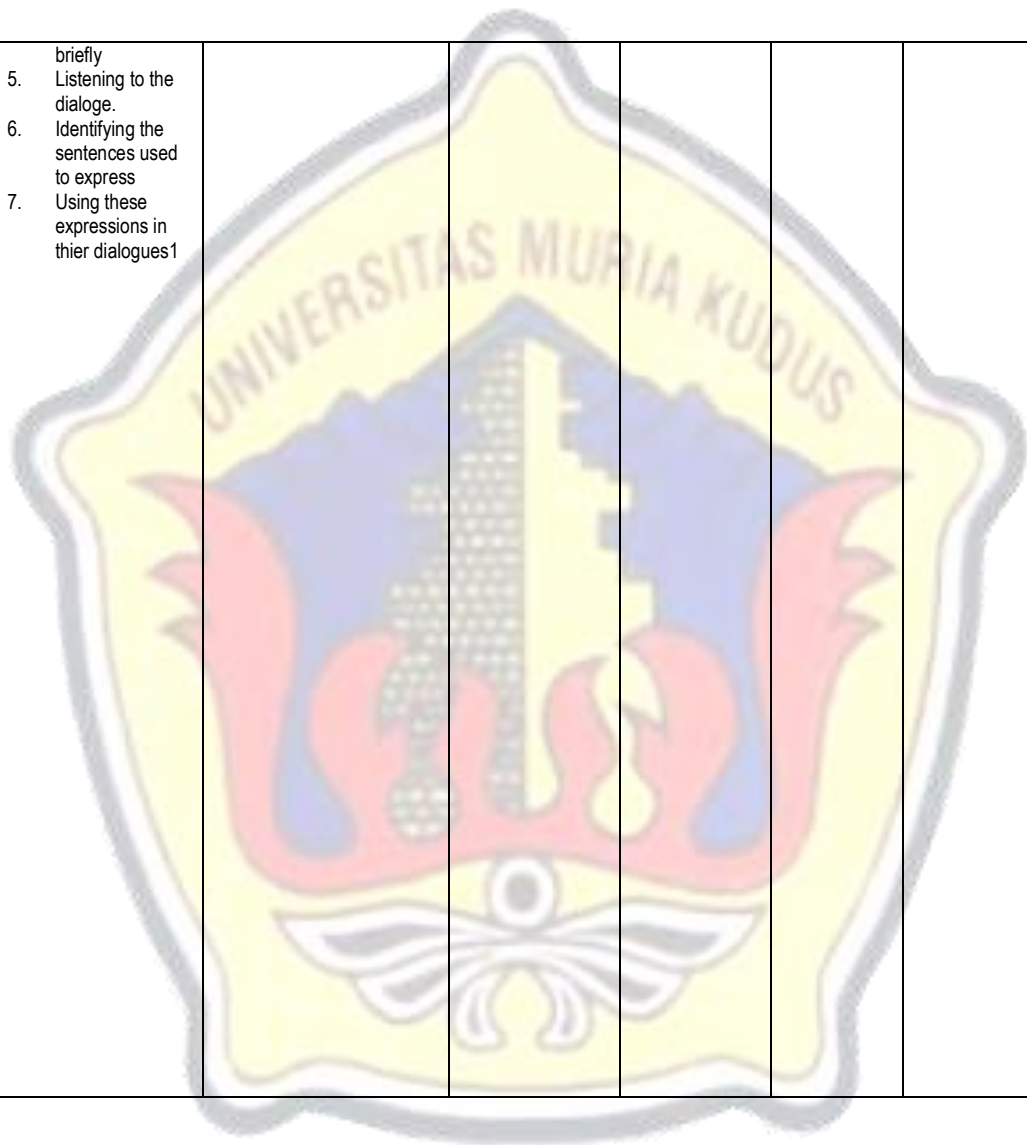 briefly
5. Listening to the
dialoge.
6. Identifying the
sentences used
to express
7. Using these
expressions in
thier dialogues1
UNIVERSITAS MURIA KUDUS